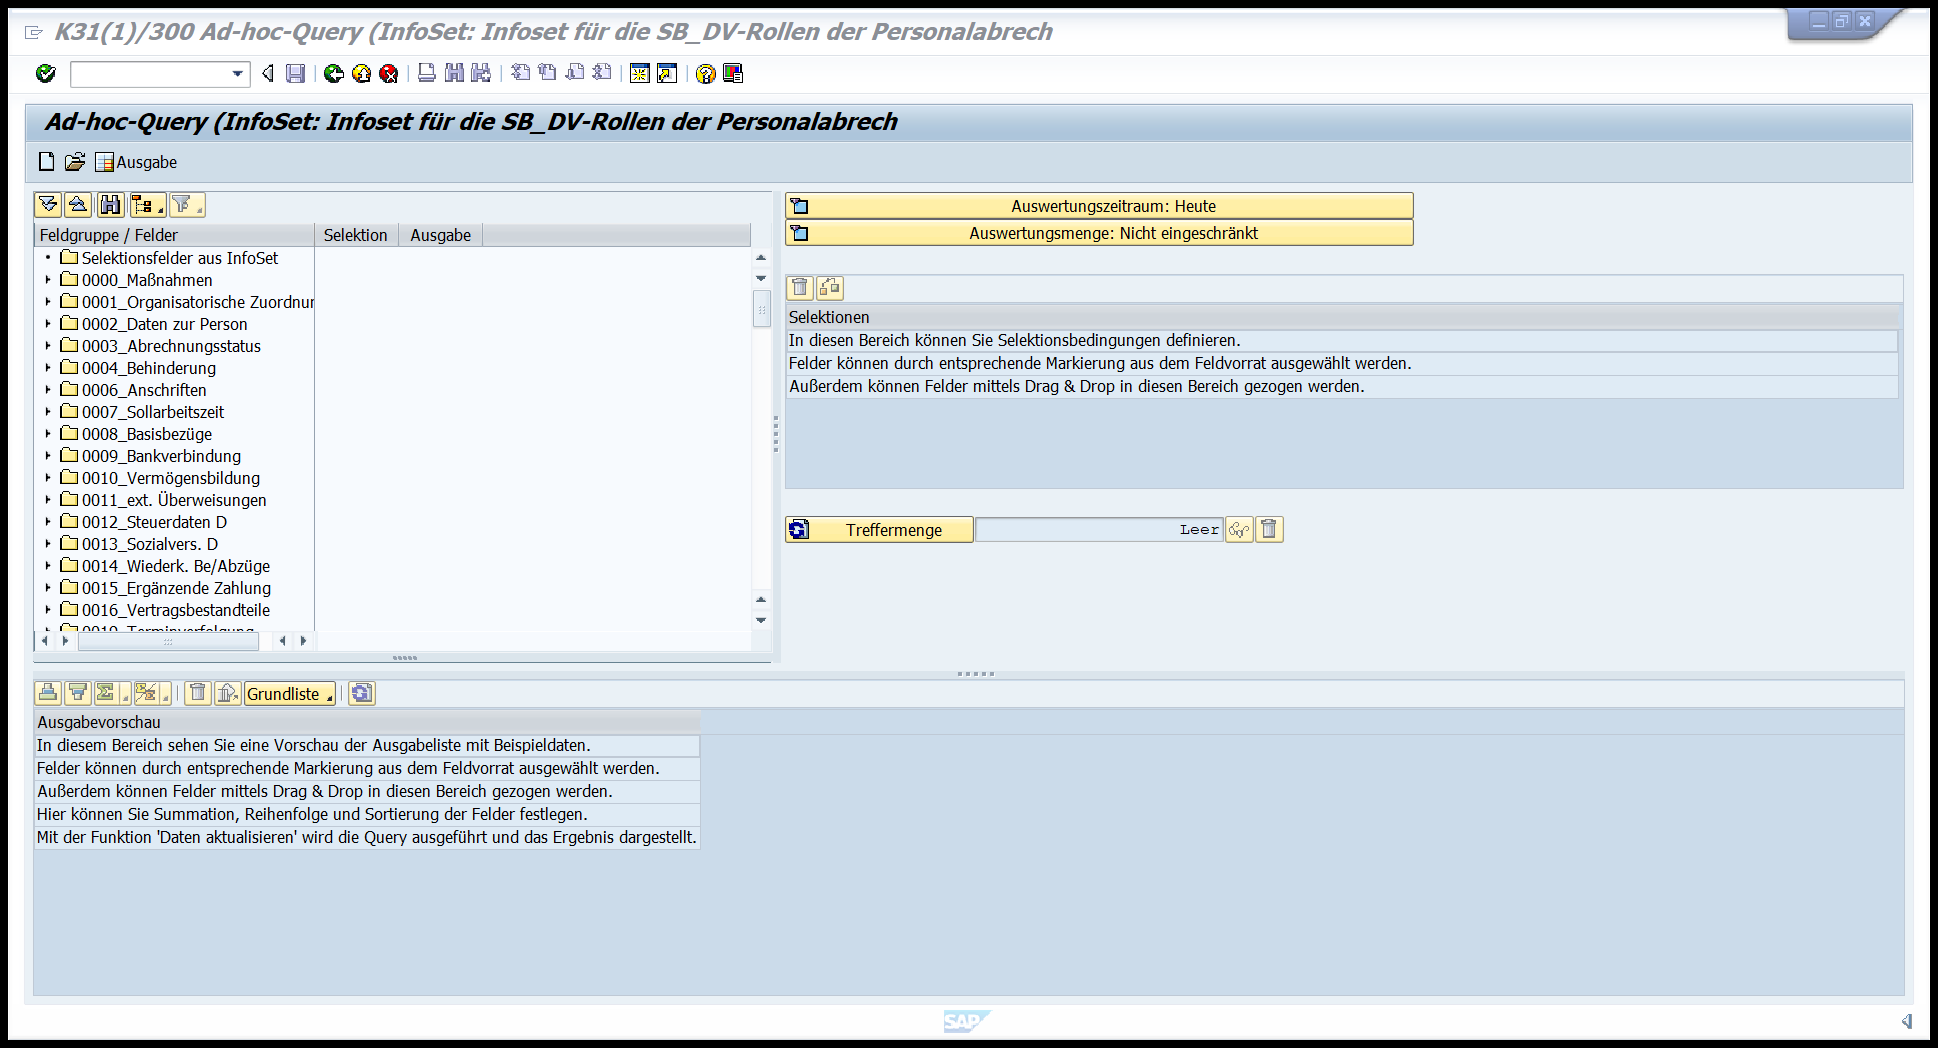 K31(1)/300 Ad-hoc-Query (InfoSet: Infoset für die SB_DV-Rollen der Personalabrech
Ad-hoc-Query (InfoSet: Infoset für die SB_DV-Rollen der Personalabrech
Ausgabe
Feldgruppe / Felder Selektion Ausgabe
Selektionsfelder aus InfoSet
0000_Maßnahmen
0001_Organisatorische Zuordnur
0002_Daten zur Person
0003_Abrechnungsstatus
0004_Behinderung
0006_Anschriften
0007_Sollarbeitszeit
0008_Basisbezüge
0009_Bankverbindung
0010_Vermögensbildung
0011_ext. Überweisungen
0012_Steuerdaten D
0013_Sozialvers. D
0014_Wiederk. Be/Abzüge
0015_Ergänzende Zahlung
0016_Vertragsbestandteile
0019_Terminverfolgung
Auswertungszeitraum: Heute
Auswertungsmenge: Nicht eingeschränkt
Selektionen
In diesen Bereich können Sie Selektionsbedingungen definieren.
Felder können durch entsprechende Markierung aus dem Feldvorrat ausgewählt werden.
Außerdem können Felder mittels Drag & Drop in diesen Bereich gezogen werden.
Treffermenge Leer
Grundliste
Ausgabevorschau
In diesem Bereich sehen Sie eine Vorschau der Ausgabeliste mit Beispieldaten.
Felder können durch entsprechende Markierung aus dem Feldvorrat ausgewählt werden.
Außerdem können Felder mittels Drag & Drop in diesen Bereich gezogen werden.
Hier können Sie Summation, Reihenfolge und Sortierung der Felder festlegen.
Mit der Funktion 'Daten aktualisieren' wird die Query ausgeführt und das Ergebnis dargestellt.
SAP